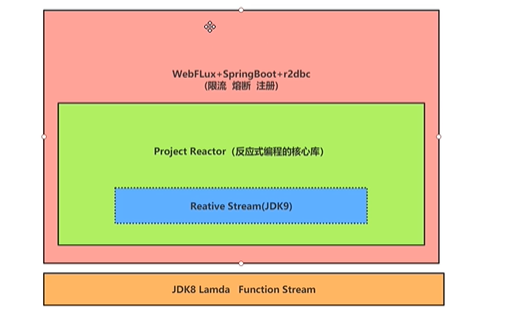 WebFLux+SpringBoot+r2dbc
(限流 熔断 注册)
Project Reactor（反应式编程的核心库）
Reative Stream(JDK9)
JDK8 Lamda Function Stream